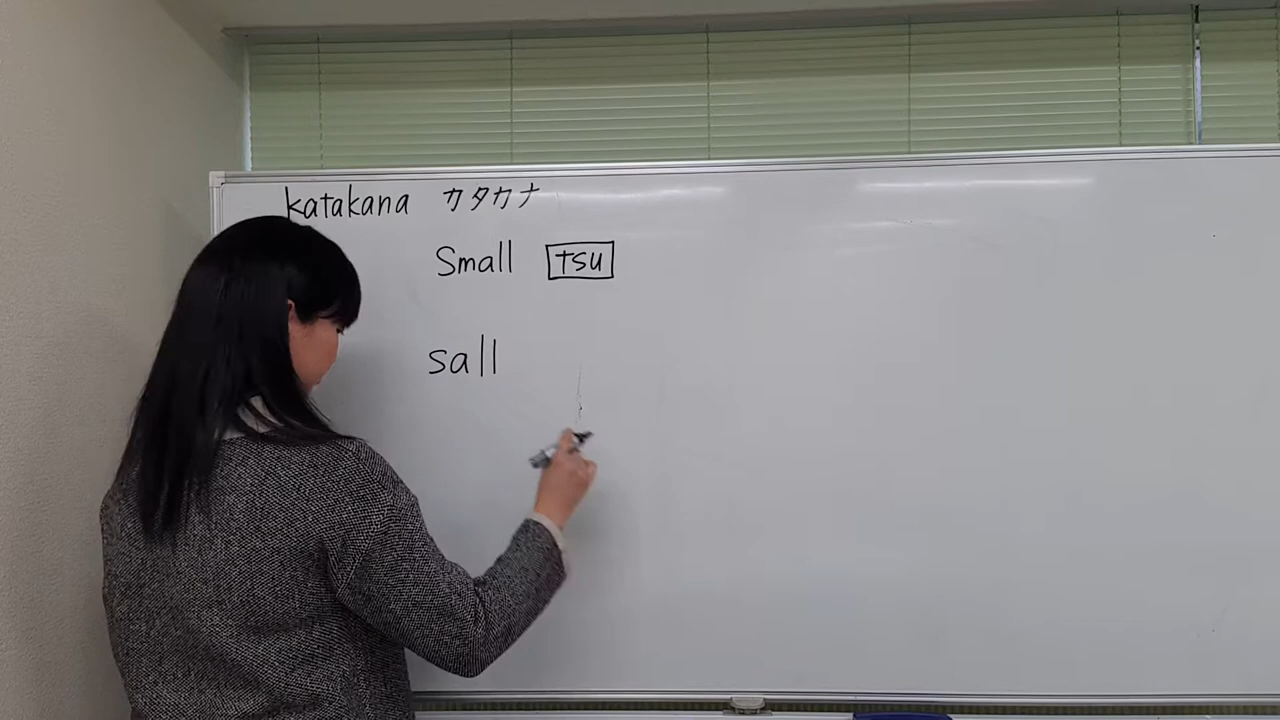 katakana カタカナ
Small tsu
sall